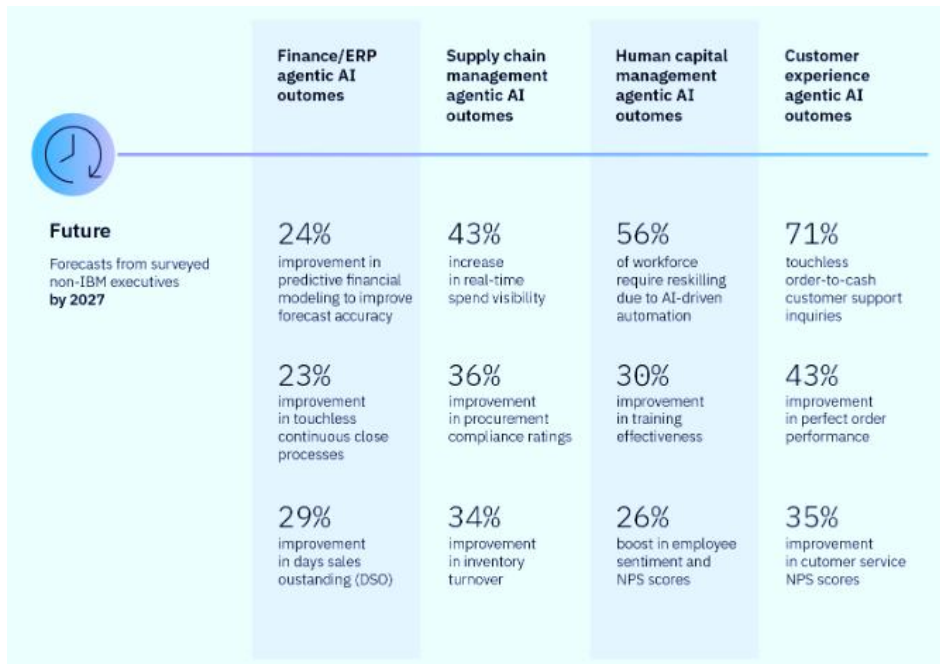 Finance/ERP
agentic AI
outomes
Supply chain
management
agentic AI
outomes
Human capital
management
agentic AI
outomes
Customer
experience
agentic AI
outomes
Future
Forecasts from surveyed
non-IBM executives
by 2027
24%
improvement in
predictive financial
modeling to improve
forecast accuracy
43%
increase
in real-time
spend visibility
56%
of workforce
require reskilling
due to AI-driven
automation
71%
touchless
order-to-cash
customer support
inquiries
23%
improvement
in touchless
continuous close
processes
36%
improvement
in procurement
compliance ratings
30%
improvement
in training
effectiveness
43%
improvement
in perfect order
performance
29%
improvement
in days sales
oustanding (DSO)
34%
improvement
in inventory
turnover
26%
boost in employee
sentiment and
NPS scores
35%
improvement
in cutomer service
NPS scores